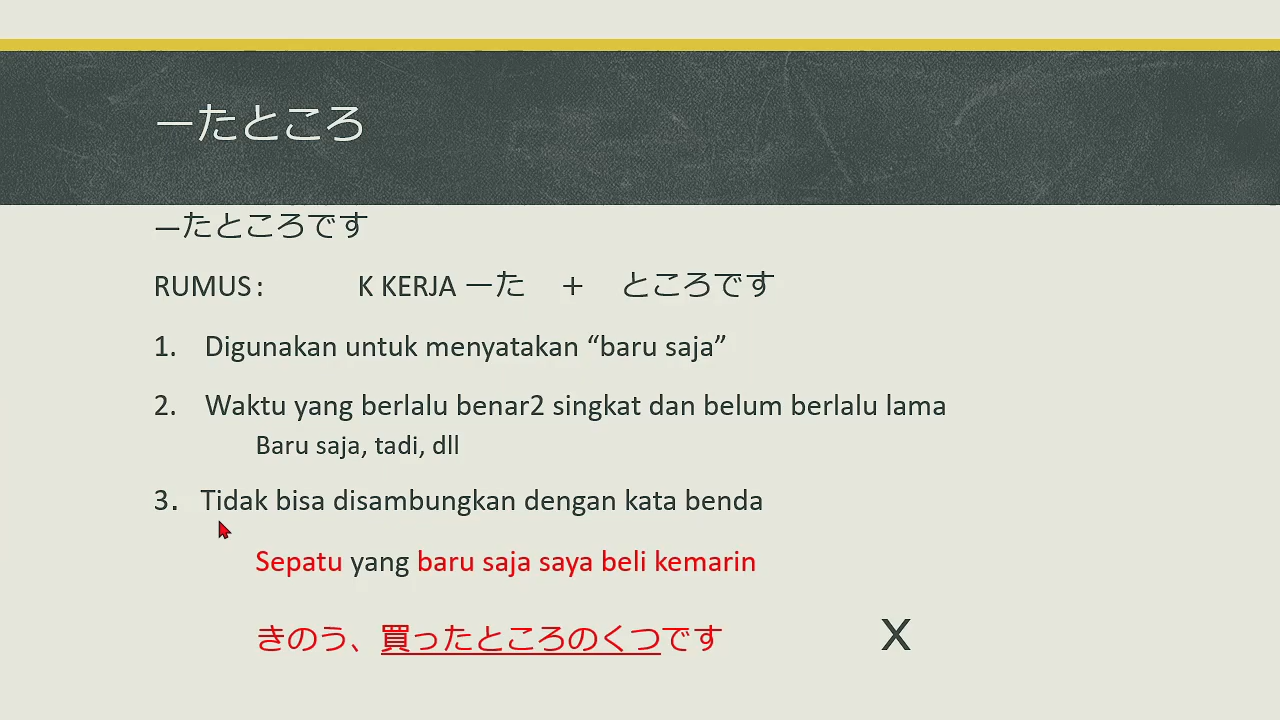 ーたところ
ーたところです
RUMUS : K KERJA ーた + ところです
1. Digunakan untuk menyatakan “baru saja”
2. Waktu yang berlalu benar2 singkat dan belum berlalu lama
Baru saja, tadi, dll
3. Tidak bisa disambungkan dengan kata benda
Sepatu yang baru saja saya beli kemarin
きのう、買ったところのくつです X